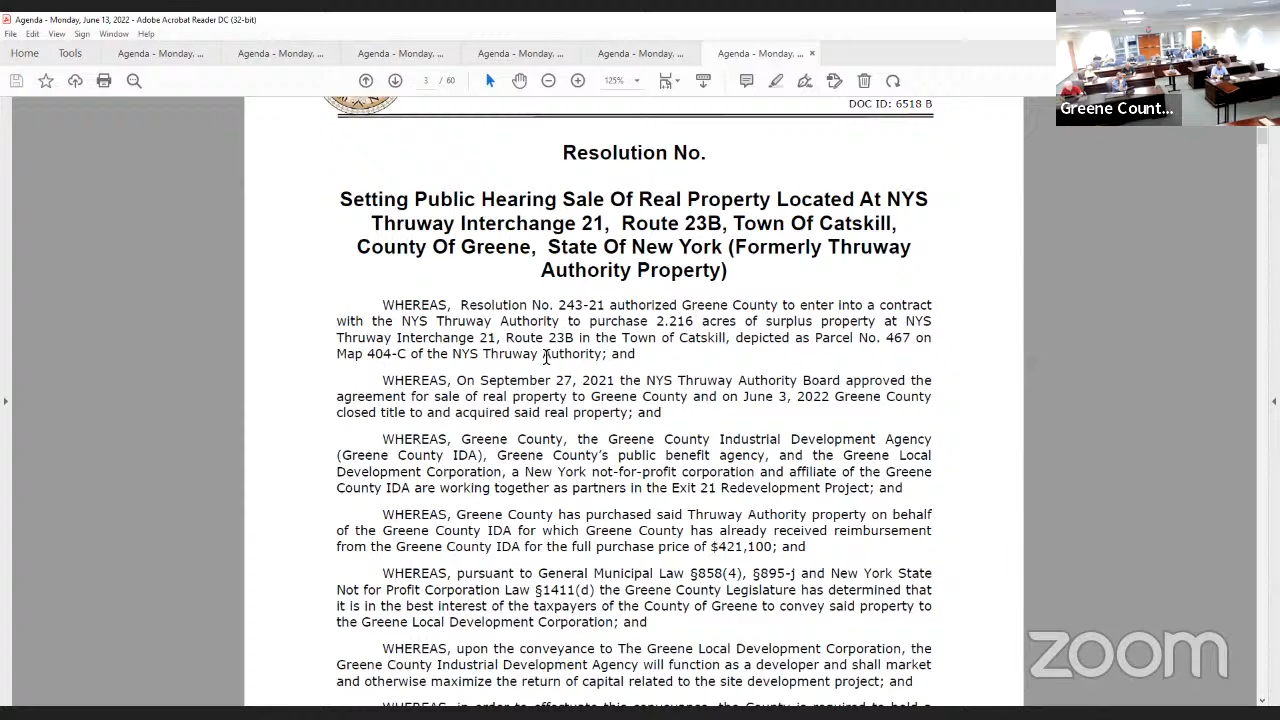 Agenda - Monday, June 13, 2022 - Adobe Acrobat Reader DC (32-bit)
File Edit View Sign Window Help
Home Tools Agenda - Monday, ... Agenda - Monday, ... Agenda - Monday, ... Agenda - Monday, ... Agenda - Monday, ... Agenda - Monday, ... ×
3 / 60 125%
Greene Count...
DOC ID: 6518 B
Resolution No.
Setting Public Hearing Sale Of Real Property Located At NYS
Thruway Interchange 21, Route 23B, Town Of Catskill,
County Of Greene, State Of New York (Formerly Thruway
Authority Property)
WHEREAS, Resolution No. 243-21 authorized Greene County to enter into a contract
with the NYS Thruway Authority to purchase 2.216 acres of surplus property at NYS
Thruway Interchange 21, Route 23B in the Town of Catskill, depicted as Parcel No. 467 on
Map 404-C of the NYS Thruway Authority; and
WHEREAS, On September 27, 2021 the NYS Thruway Authority Board approved the
agreement for sale of real property to Greene County and on June 3, 2022 Greene County
closed title to and acquired said real property; and
WHEREAS, Greene County, the Greene County Industrial Development Agency
(Greene County IDA), Greene County's public benefit agency, and the Greene Local
Development Corporation, a New York not-for-profit corporation and affiliate of the Greene
County IDA are working together as partners in the Exit 21 Redevelopment Project; and
WHEREAS, Greene County has purchased said Thruway Authority property on behalf
of the Greene County IDA for which Greene County has already received reimbursement
from the Greene County IDA for the full purchase price of $421,100; and
WHEREAS, pursuant to General Municipal Law §858(4), §895-j and New York State
Not for Profit Corporation Law §1411(d) the Greene County Legislature has determined that
it is in the best interest of the taxpayers of the County of Greene to convey said property to
the Greene Local Development Corporation; and
WHEREAS, upon the conveyance to The Greene Local Development Corporation, the
Greene County Industrial Development Agency will function as a developer and shall market
and otherwise maximize the return of capital related to the site development project; and
WHEREAS, in order to effectuate this conveyance, the County is required to hold a
zoom